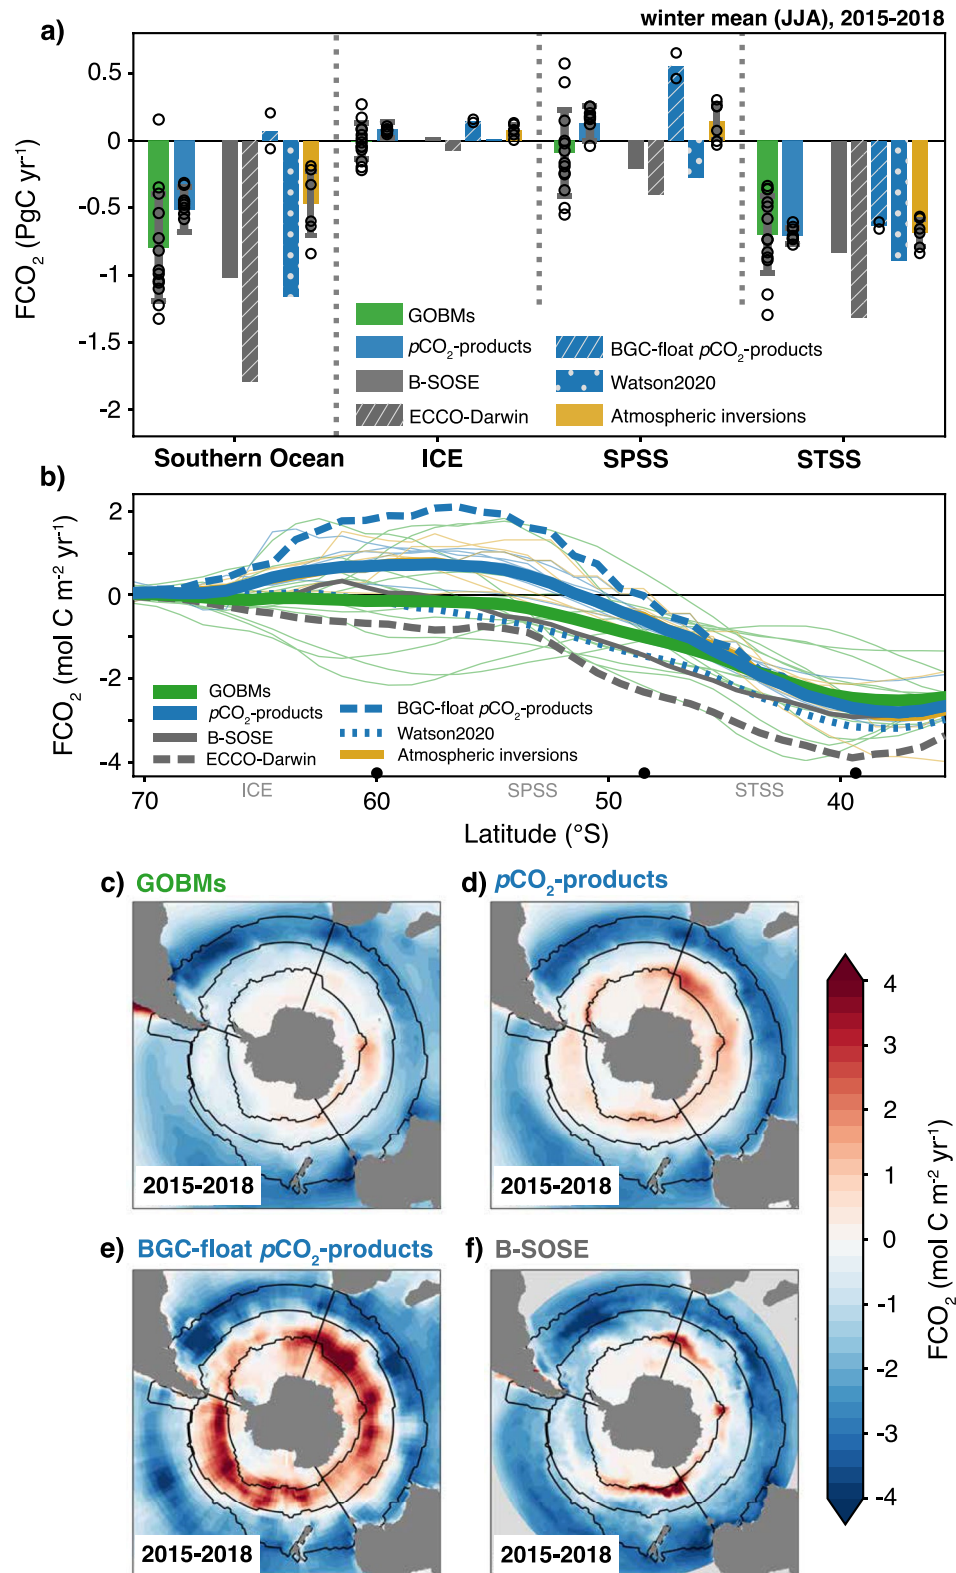 winter mean (JJA), 2015-2018
a)
0.5
0
-0.5
-1
-1.5
-2
FCO₂ (PgC yr⁻¹)
GOBMs
pCO₂-products
B-SOSE
ECCO-Darwin
BGC-float pCO₂-products
Watson2020
Atmospheric inversions
Southern Ocean ICE SPSS STSS
b)
2
0
-2
-4
FCO₂ (mol C m⁻² yr⁻¹)
GOBMs
pCO₂-products
B-SOSE
ECCO-Darwin
BGC-float pCO₂-products
Watson2020
Atmospheric inversions
ICE SPSS STSS
70 60 50 40
Latitude (°S)
c) GOBMs
2015-2018
d) pCO₂-products
2015-2018
e) BGC-float pCO₂-products
2015-2018
f) B-SOSE
2015-2018
4
3
2
1
0
-1
-2
-3
-4
FCO₂ (mol C m⁻² yr⁻¹)